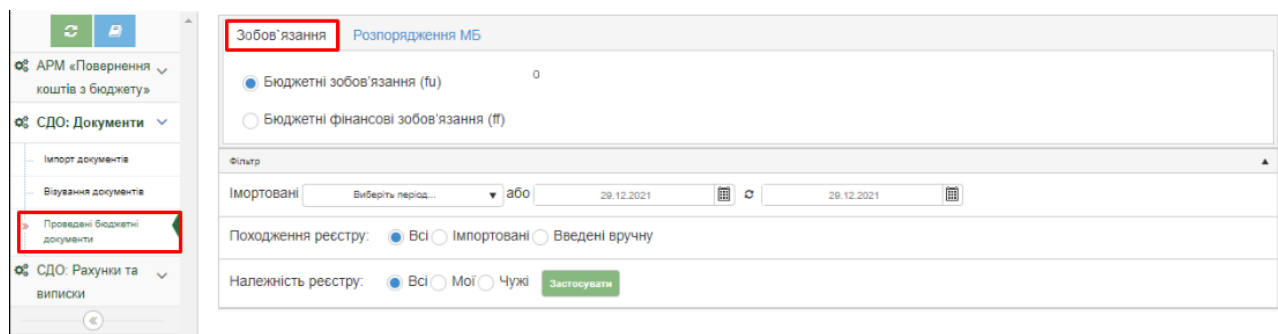 АРМ «Повернення
коштів з бюджету»
СДО: Документи
Імпорт документів
Візування документів
Проведені бюджетні
документи
СДО: Рахунки та
виписки
Зобов`язання Розпорядження МБ
Бюджетні зобов'язання (fu) 0
Бюджетні фінансові зобов'язання (ff)
Фільтр
Імортовані Виберіть період... або 29.12.2021 29.12.2021
Походження реєстру: Всі Імпортовані Введені вручну
Належність реєстру: Всі Мої Чужі Застосувати